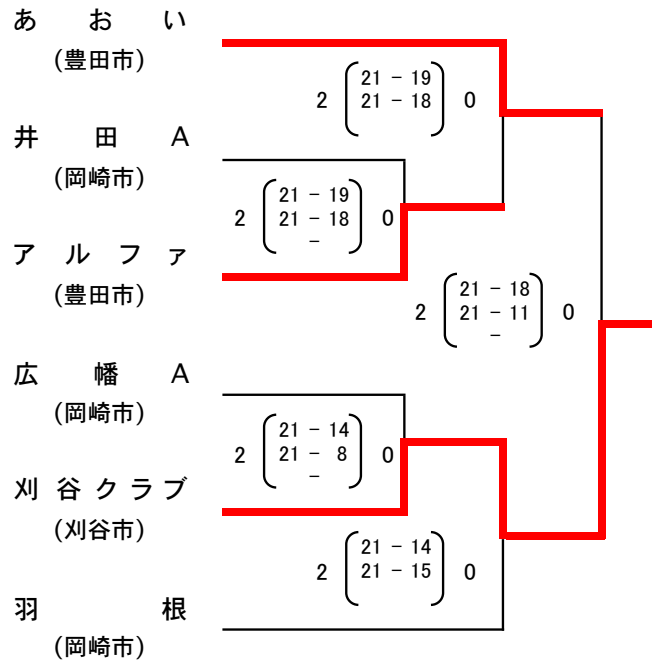 あおい
(豊田市)
2 21 - 19 0
21 - 18
井田A
(岡崎市)
2 21 - 19 0
21 - 18
-
アルファ
(豊田市)
2 21 - 18 0
21 - 11
-
広幡A
(岡崎市)
2 21 - 14 0
21 - 8
-
刈谷クラブ
(刈谷市)
2 21 - 14 0
21 - 15
羽根
(岡崎市)